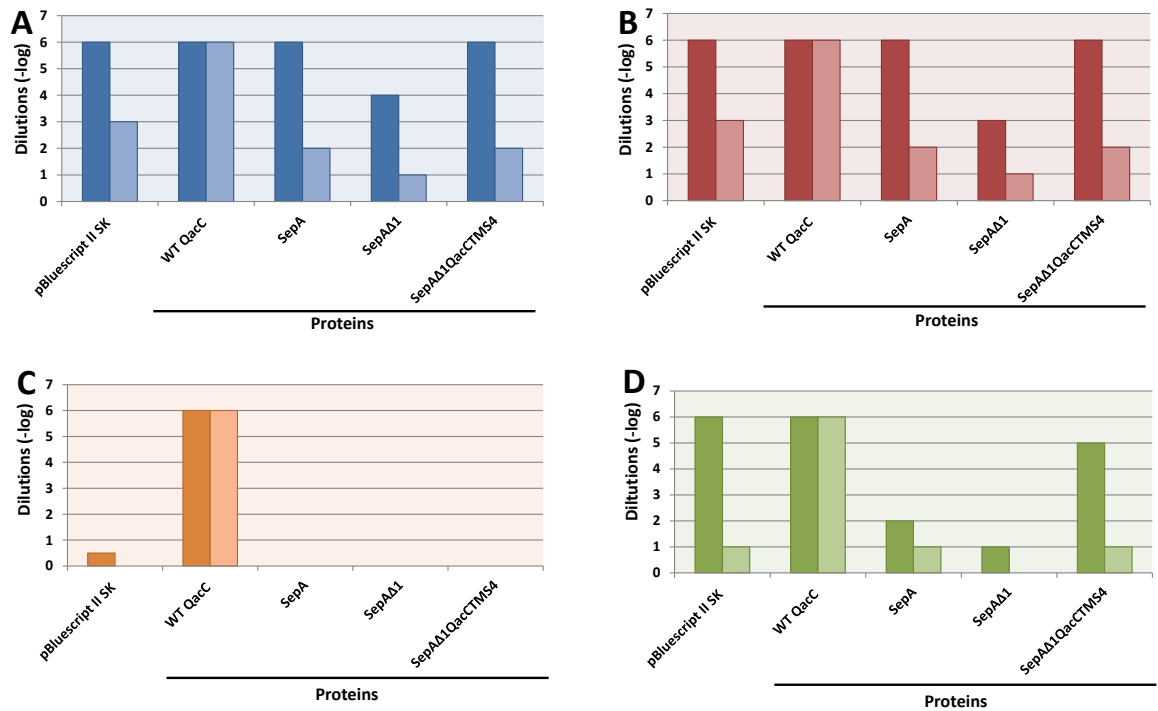 A
Dilutions (-log)
7
6
5
4
3
2
1
0
pBluescript II SK
WT QacC
SepA
SepAΔ1
SepAΔ1QacCTMS4
Proteins
B
Dilutions (-log)
7
6
5
4
3
2
1
0
pBluescript II SK
WT QacC
SepA
SepAΔ1
SepAΔ1QacCTMS4
Proteins
C
Dilutions (-log)
7
6
5
4
3
2
1
0
pBluescript II SK
WT QacC
SepA
SepAΔ1
SepAΔ1QacCTMS4
Proteins
D
Diltutions (-log)
7
6
5
4
3
2
1
0
pBluescript II SK
WT QacC
SepA
SepAΔ1
SepAΔ1QacCTMS4
Proteins